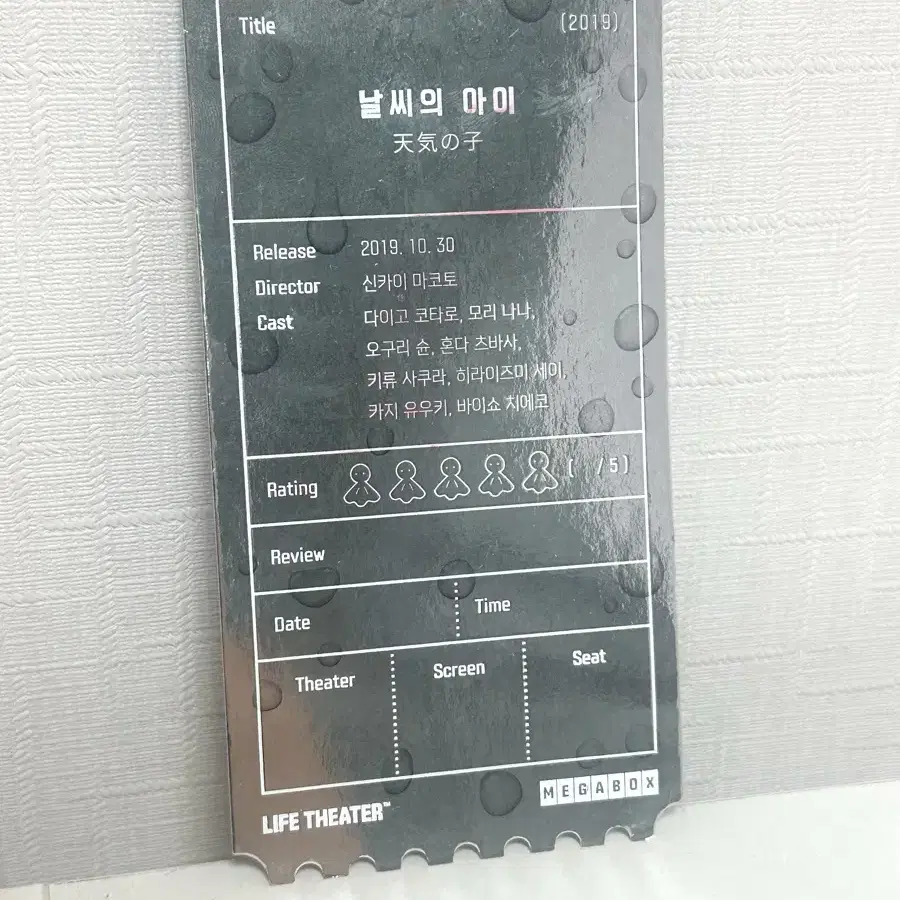 Title (2019)
날씨의 아이
天気の子
Release 2019. 10. 30
Director 신카이 마코토
Cast 다이고 코타로, 모리 나나,
오구리 슌, 혼다 츠바사,
키류 사쿠라, 히라이즈미 세이,
카지 유우키, 바이쇼 치에코
Rating ( /5)
Review
Date Time
Theater Screen Seat
LIFE THEATER™ MEGABOX